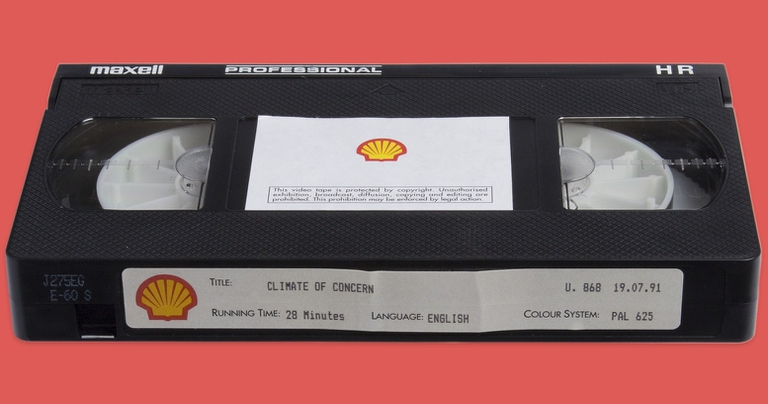 maxell PROFESSIONAL HR
This video tape is protected by copyright. Unauthorised
exhibition, broadcast, diffusion, copying and editing are
prohibited. This prohibition may be enforced by legal action.
J275EG
E-60 S
TITLE: CLIMATE OF CONCERN U. 868 19.07.91
RUNNING TIME: 28 Minutes LANGUAGE: ENGLISH COLOUR SYSTEM: PAL 625